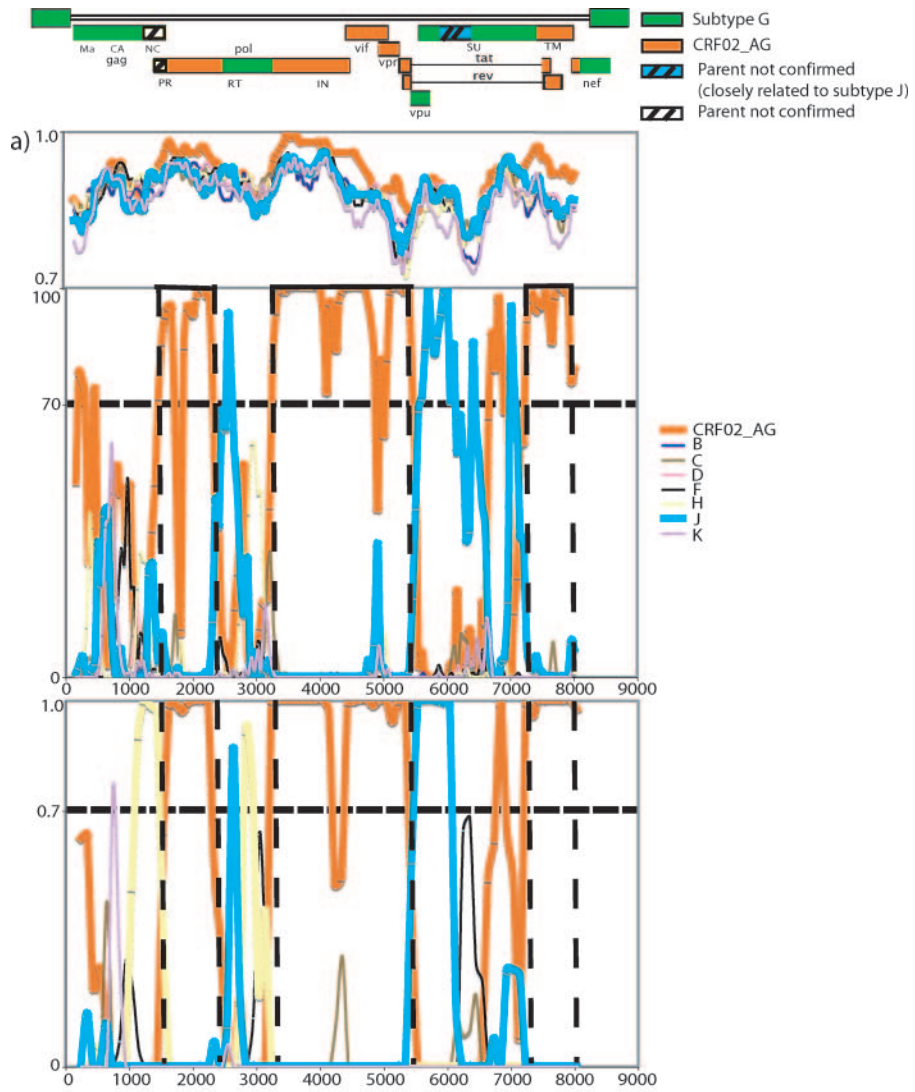 Subtype G
CRF02_AG
Parent not confirmed
(closely related to subtype J)
Parent not confirmed
Ma CA NC
gag
pol
PR RT IN
vif
vpr
SU TM
tat
rev
vpu
nef
a)
1.0
0.7
100
70
0
0 1000 2000 3000 4000 5000 6000 7000 8000 9000
CRF02_AG
B
C
D
F
H
J
K
1.0
0.7
0
0 1000 2000 3000 4000 5000 6000 7000 8000 9000